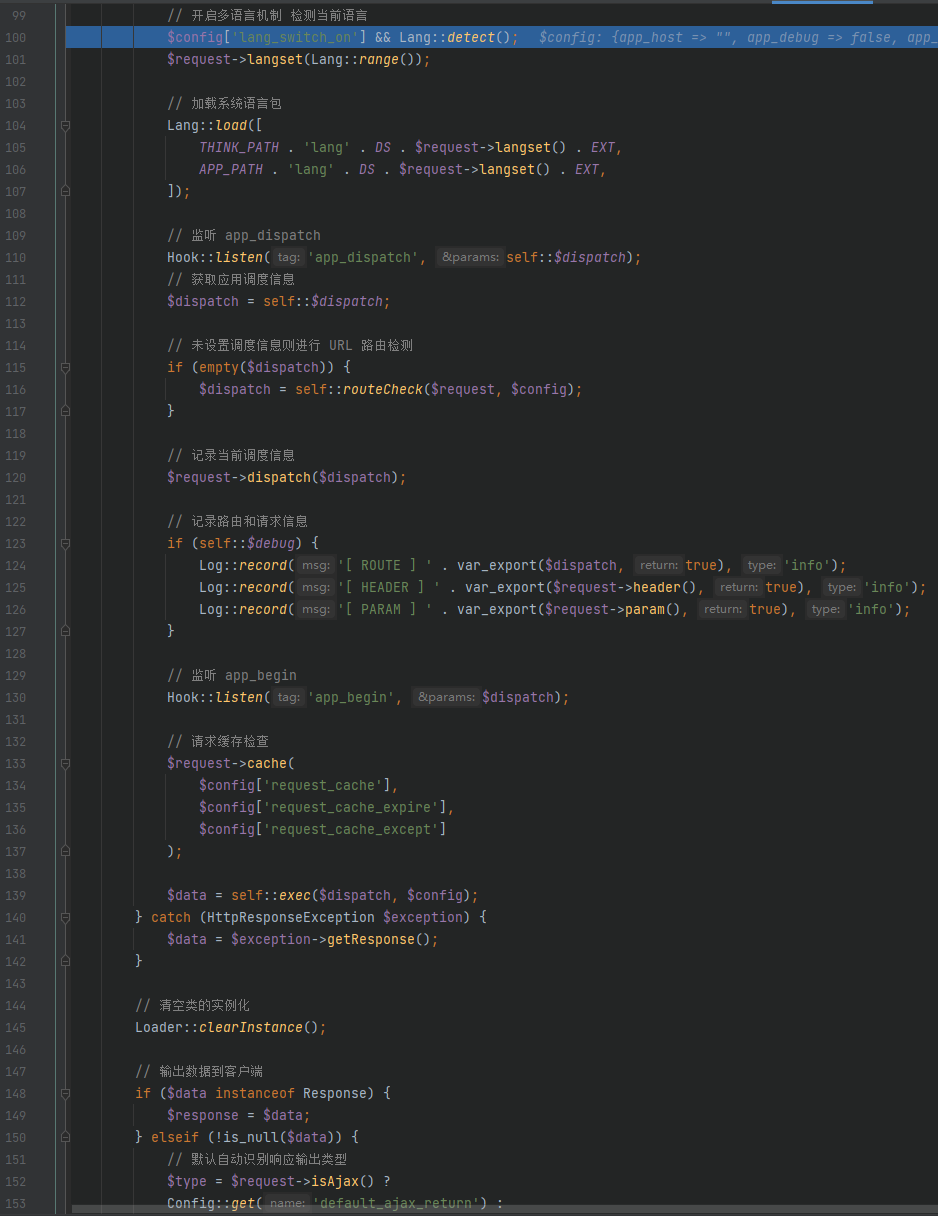 99 // 开启多语言机制 检测当前语言
100 $config['lang_switch_on'] && Lang::detect(); $config: {app_host => "", app_debug => false, app_
101 $request->langset(Lang::range());
102
103 // 加载系统语言包
104 Lang::load([
105 THINK_PATH . 'lang' . DS . $request->langset() . EXT,
106 APP_PATH . 'lang' . DS . $request->langset() . EXT,
107 ]);
108
109 // 监听 app_dispatch
110 Hook::listen( tag: 'app_dispatch', &params: self::$dispatch);
111 // 获取应用调度信息
112 $dispatch = self::$dispatch;
113
114 // 未设置调度信息则进行 URL 路由检测
115 if (empty($dispatch)) {
116 $dispatch = self::routeCheck($request, $config);
117 }
118
119 // 记录当前调度信息
120 $request->dispatch($dispatch);
121
122 // 记录路由和请求信息
123 if (self::$debug) {
124 Log::record( msg: '[ ROUTE ] ' . var_export($dispatch, return: true), type: 'info');
125 Log::record( msg: '[ HEADER ] ' . var_export($request->header(), return: true), type: 'info');
126 Log::record( msg: '[ PARAM ] ' . var_export($request->param(), return: true), type: 'info');
127 }
128
129 // 监听 app_begin
130 Hook::listen( tag: 'app_begin', &params: $dispatch);
131
132 // 请求缓存检查
133 $request->cache(
134 $config['request_cache'],
135 $config['request_cache_expire'],
136 $config['request_cache_except']
137 );
138
139 $data = self::exec($dispatch, $config);
140 } catch (HttpResponseException $exception) {
141 $data = $exception->getResponse();
142 }
143
144 // 清空类的实例化
145 Loader::clearInstance();
146
147 // 输出数据到客户端
148 if ($data instanceof Response) {
149 $response = $data;
150 } elseif (!is_null($data)) {
151 // 默认自动识别响应输出类型
152 $type = $request->isAjax() ?
153 Config::get( name: 'default_ajax_return') :